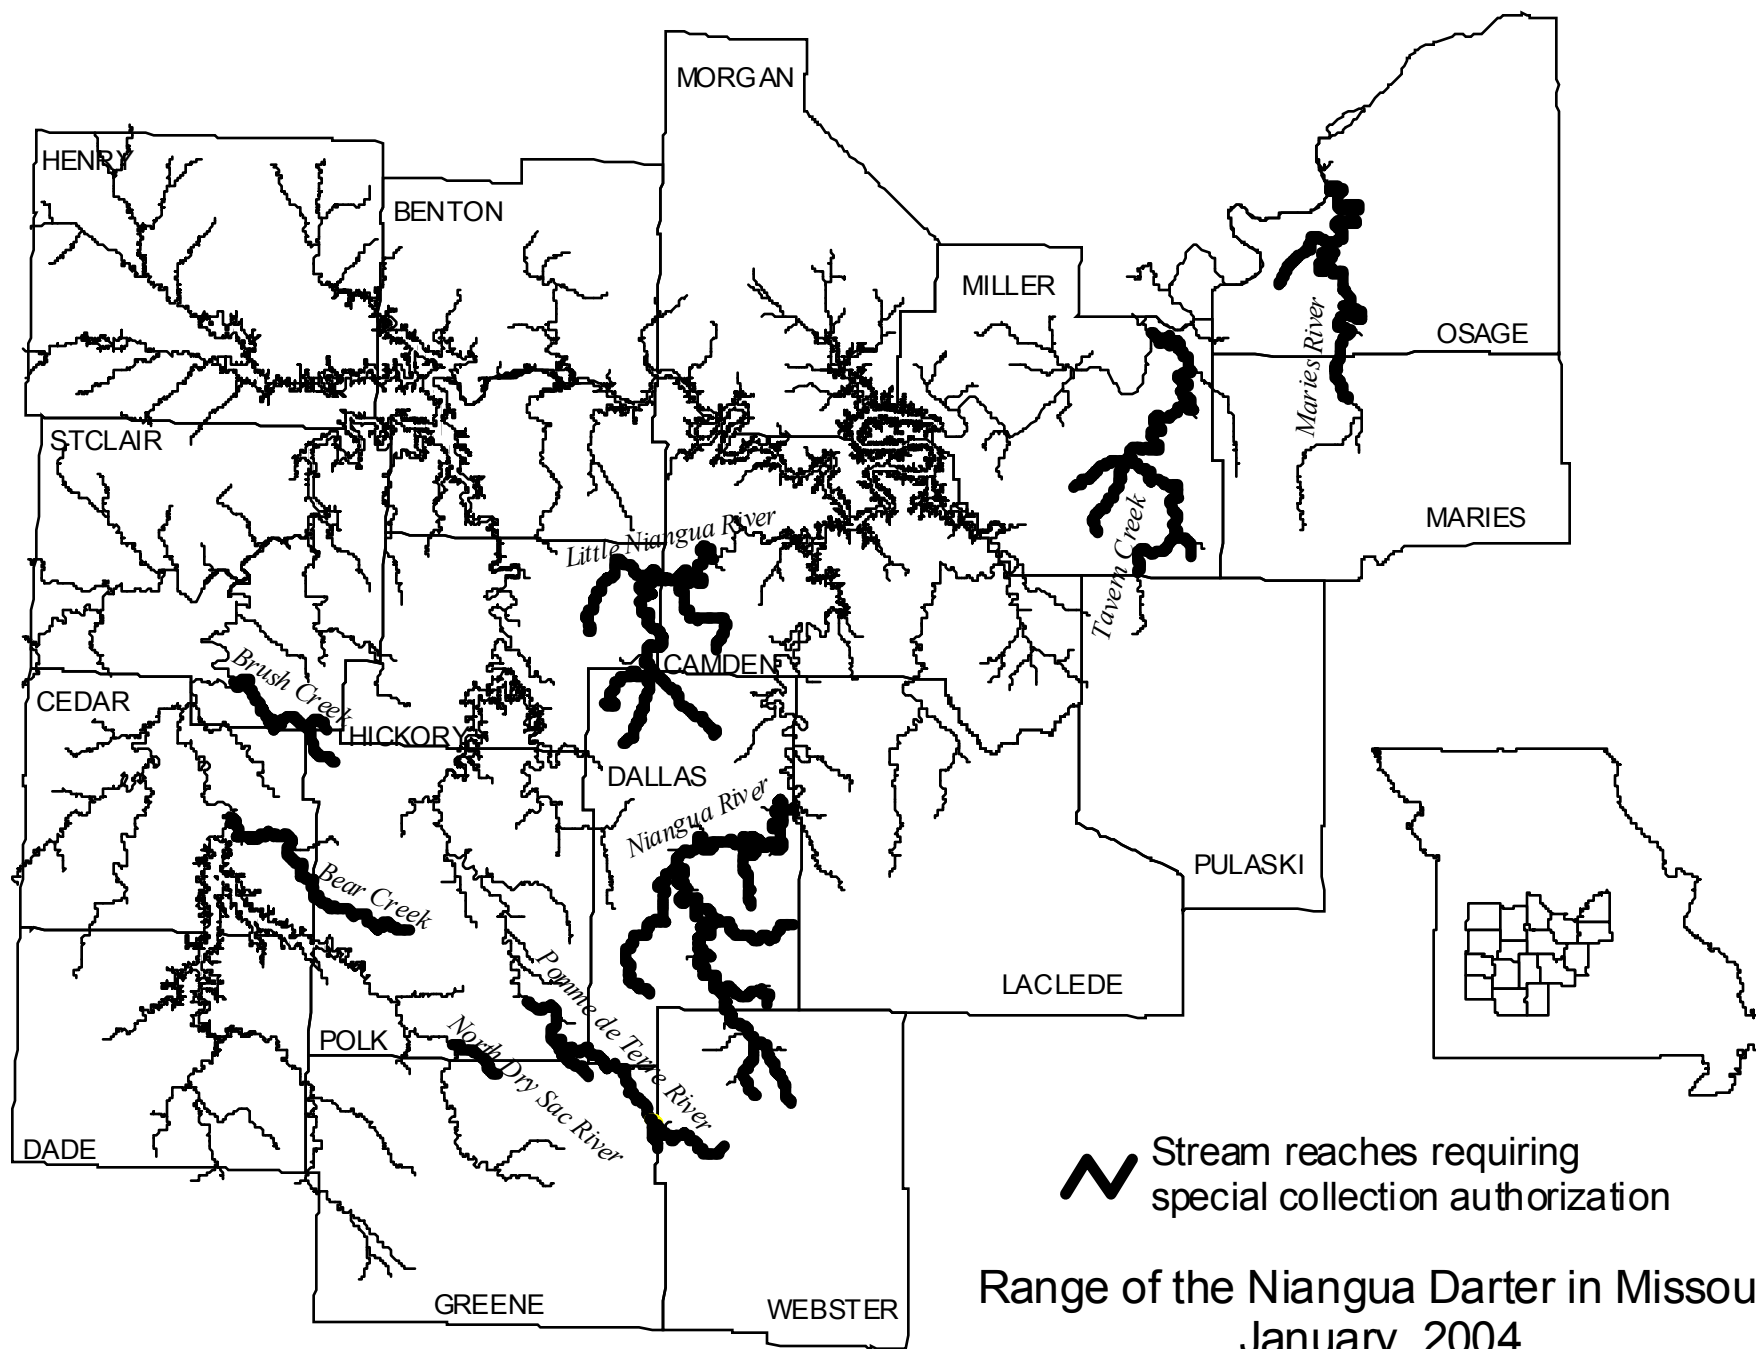 MORGAN
HENRY
BENTON
MILLER
OSAGE
Maries River
STCLAIR
MARIES
Little Niangua River
Tavern Creek
CAMDEN
Brush Creek
CEDAR
HICKORY
DALLAS
Niangua River
PULASKI
Bear Creek
LACLEDE
Pomme de Terre River
POLK
North Dry Sac River
DADE
Stream reaches requiring
special collection authorization
GREENE
WEBSTER
Range of the Niangua Darter in Missou
January, 2004